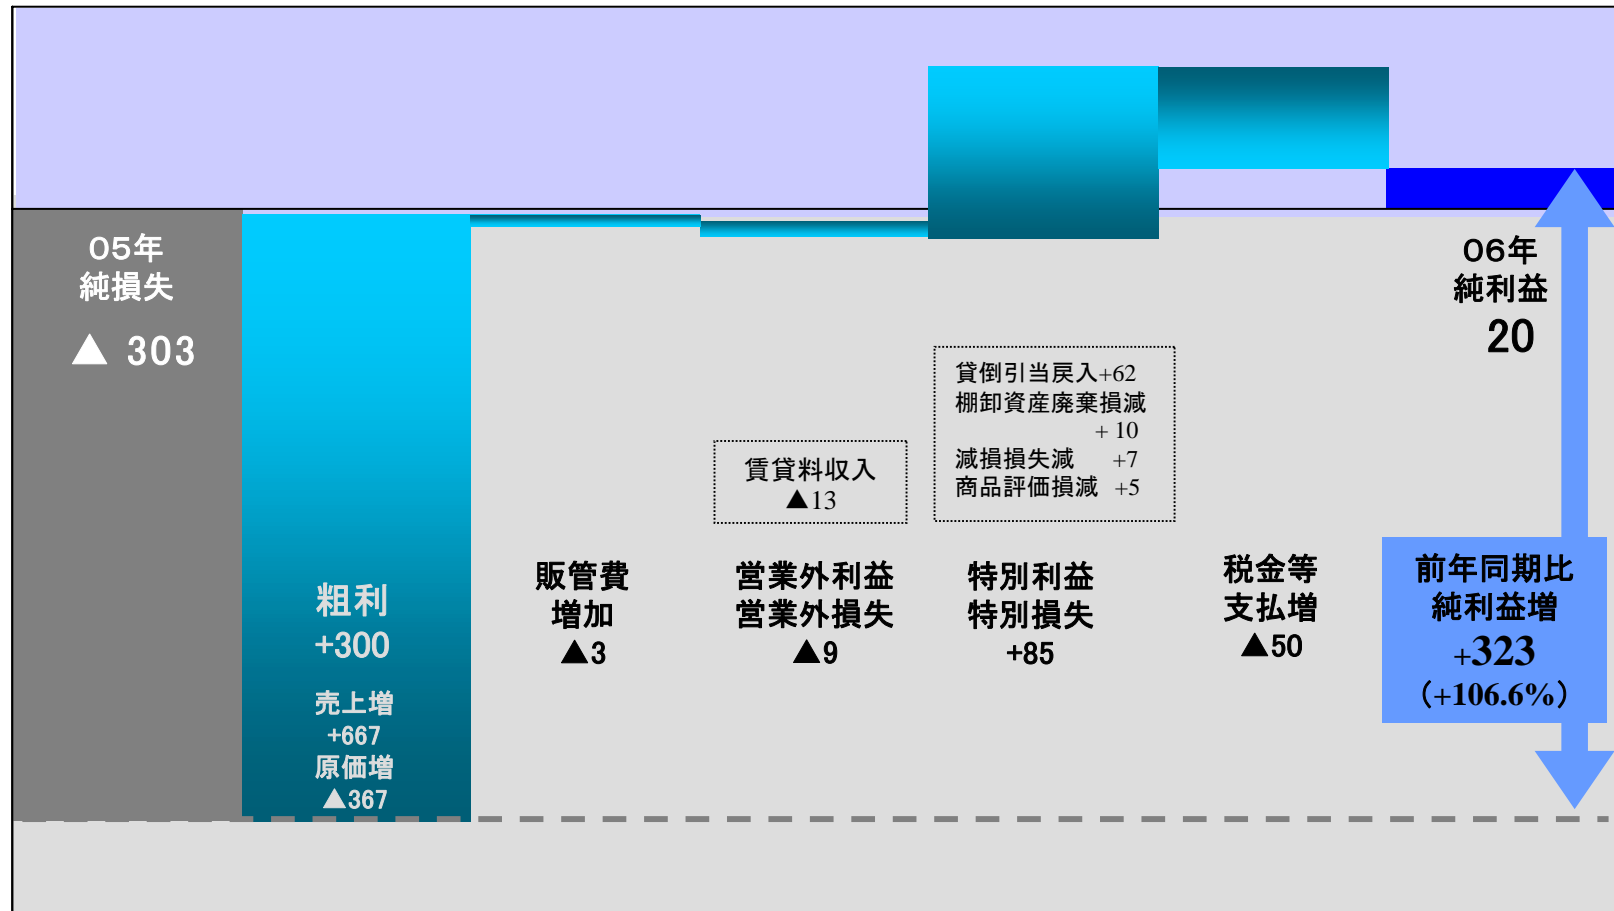 05年
純損失
▲ 303
粗利
+300
売上増
+667
原価増
▲367
販管費
増加
▲3
賃貸料収入
▲13
営業外利益
営業外損失
▲9
貸倒引当戻入+62
棚卸資産廃棄損減
+ 10
減損損失減 +7
商品評価損減 +5
特別利益
特別損失
+85
税金等
支払増
▲50
06年
純利益
20
前年同期比
純利益増
+323
（+106.6%）